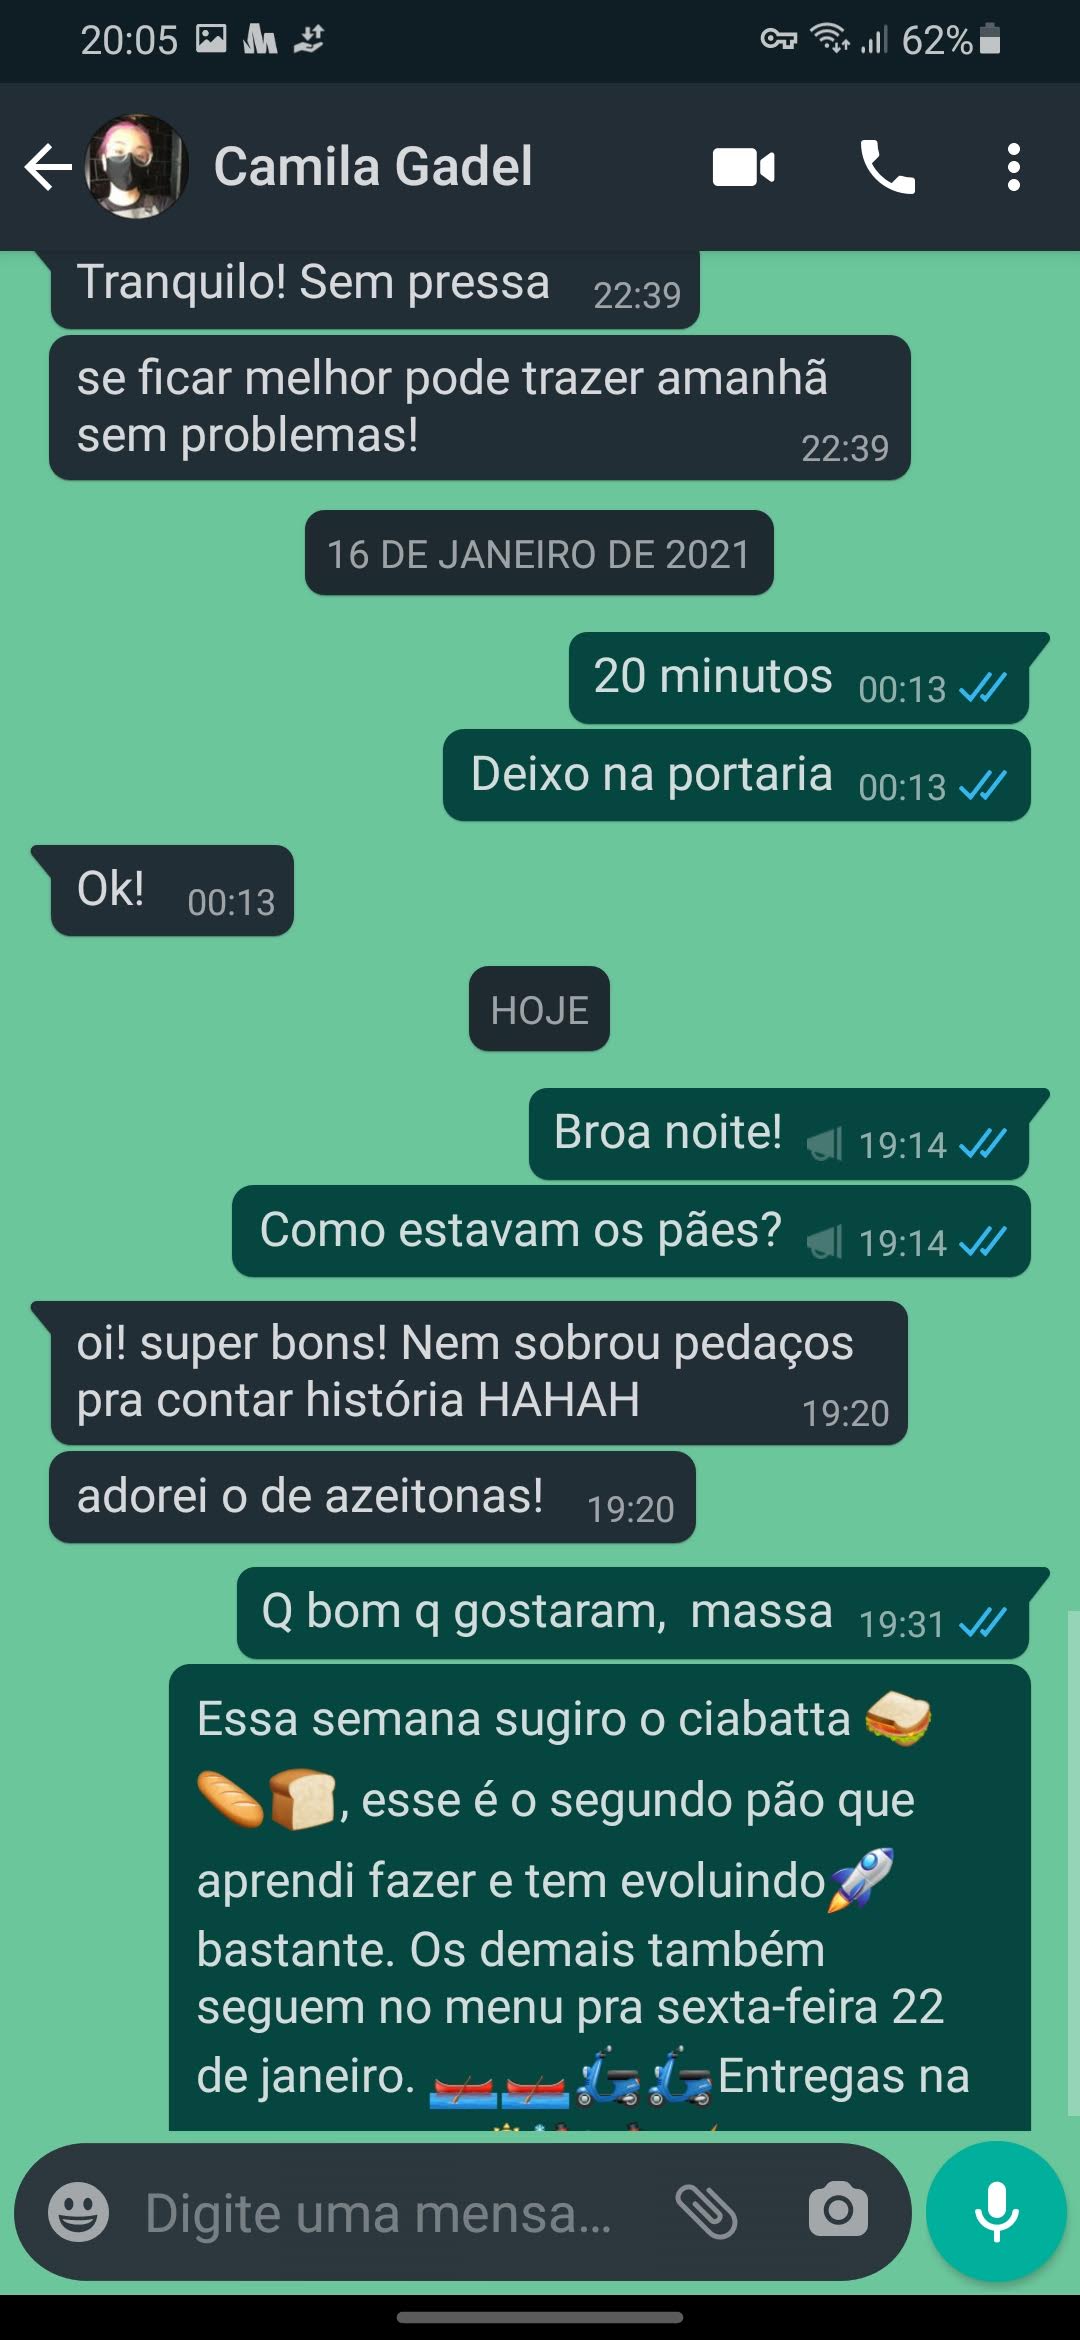 20:05 62%
Camila Gadel
Tranquilo! Sem pressa 22:39
se ficar melhor pode trazer amanhã
sem problemas! 22:39
16 DE JANEIRO DE 2021
20 minutos 00:13
Deixo na portaria 00:13
Ok! 00:13
HOJE
Broa noite! 19:14
Como estavam os pães? 19:14
oi! super bons! Nem sobrou pedaços
pra contar história HAHAH 19:20
adorei o de azeitonas! 19:20
Q bom q gostaram,  massa 19:31
Essa semana sugiro o ciabatta 🥪
🥖🍞, esse é o segundo pão que
aprendi fazer e tem evoluindo🚀
bastante. Os demais também
seguem no menu pra sexta-feira 22
de janeiro. 🛶🛶🛵🛵Entregas na
Digite uma mensa...